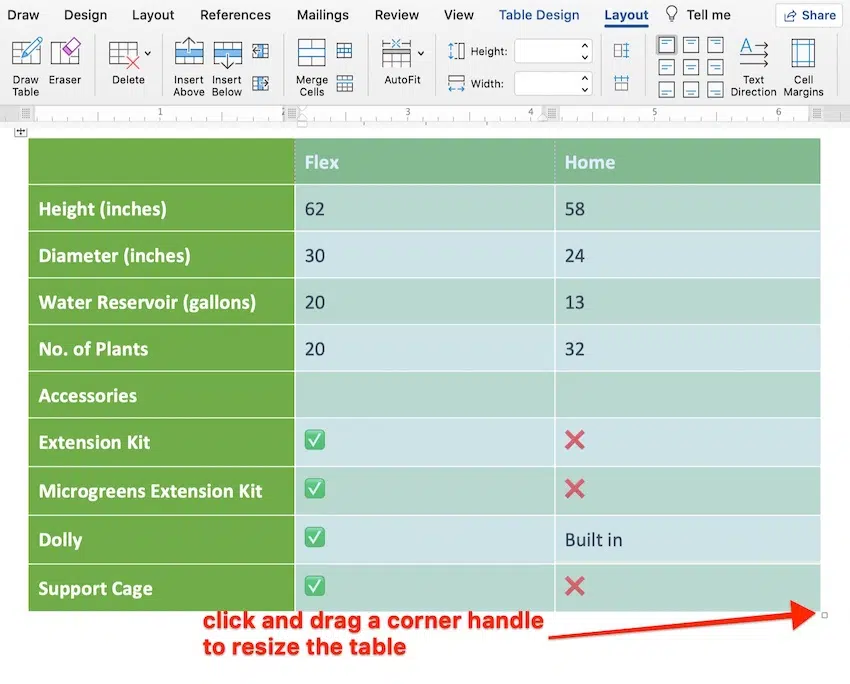 Draw Design Layout References Mailings Review View Table Design Layout Tell me Share
Height:
Width:
Draw Table
Eraser
Delete
Insert Above
Insert Below
Merge Cells
AutoFit
Text Direction
Cell Margins
1 2 3 4 5 6
Flex Home
Height (inches) 62 58
Diameter (inches) 30 24
Water Reservoir (gallons) 20 13
No. of Plants 20 32
Accessories
Extension Kit
Microgreens Extension Kit
Dolly Built in
Support Cage
click and drag a corner handle
to resize the table